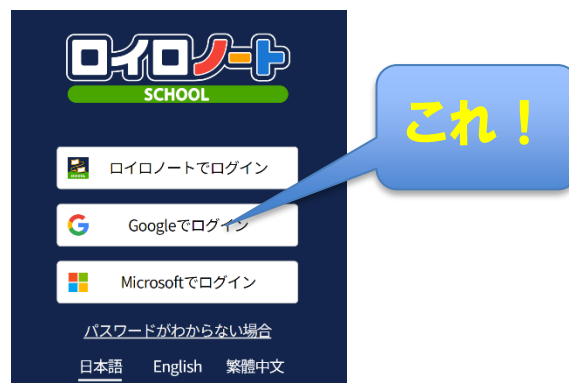 ロイロノート
SCHOOL
これ！
ロイロノートでログイン
Googleでログイン
Microsoftでログイン
パスワードがわからない場合
日本語 English 繁體中文